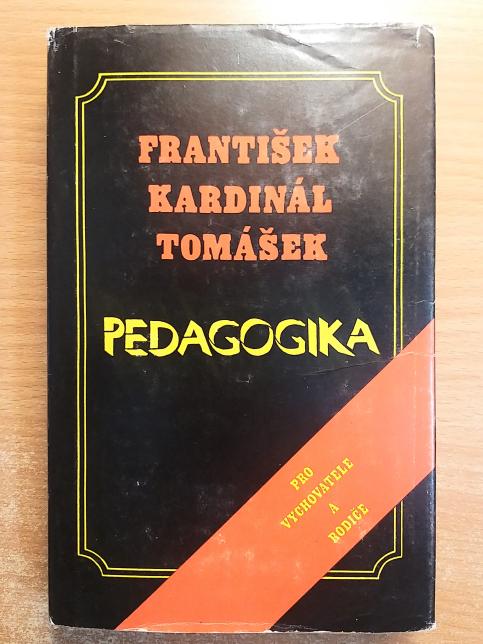 FRANTIŠEK
KARDINÁL
TOMÁŠEK
PEDAGOGIKA
PRO
VYCHOVATELE
A
RODIČE